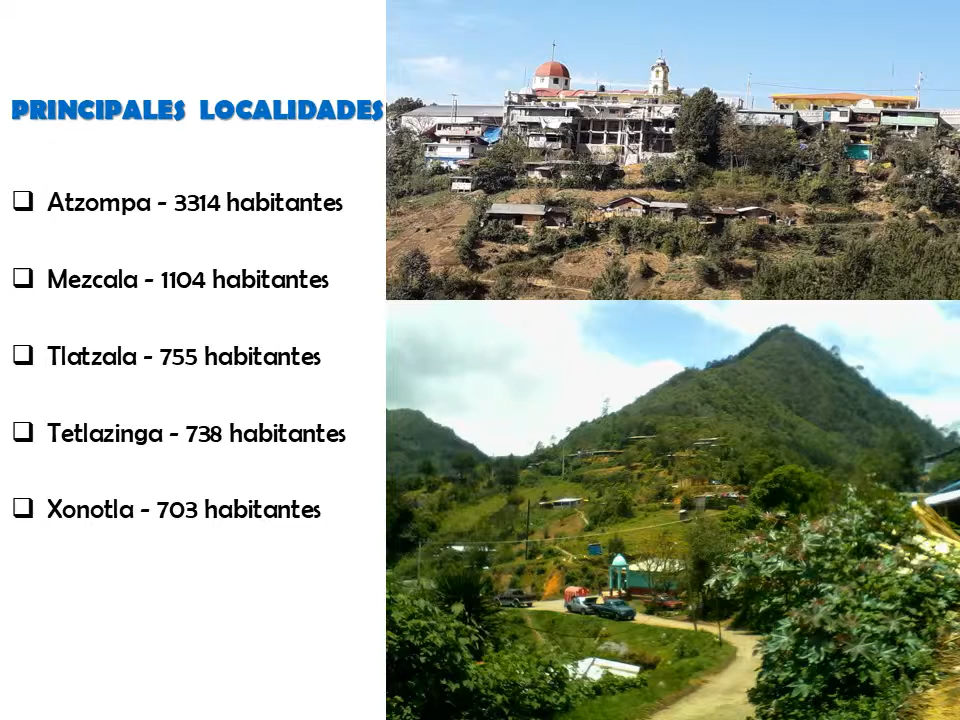 PRINCIPALES LOCALIDADES
Atzompa - 3314 habitantes
Mezcala - 1104 habitantes
Tlatzala - 755 habitantes
Tetlazinga - 738 habitantes
Xonotla - 703 habitantes